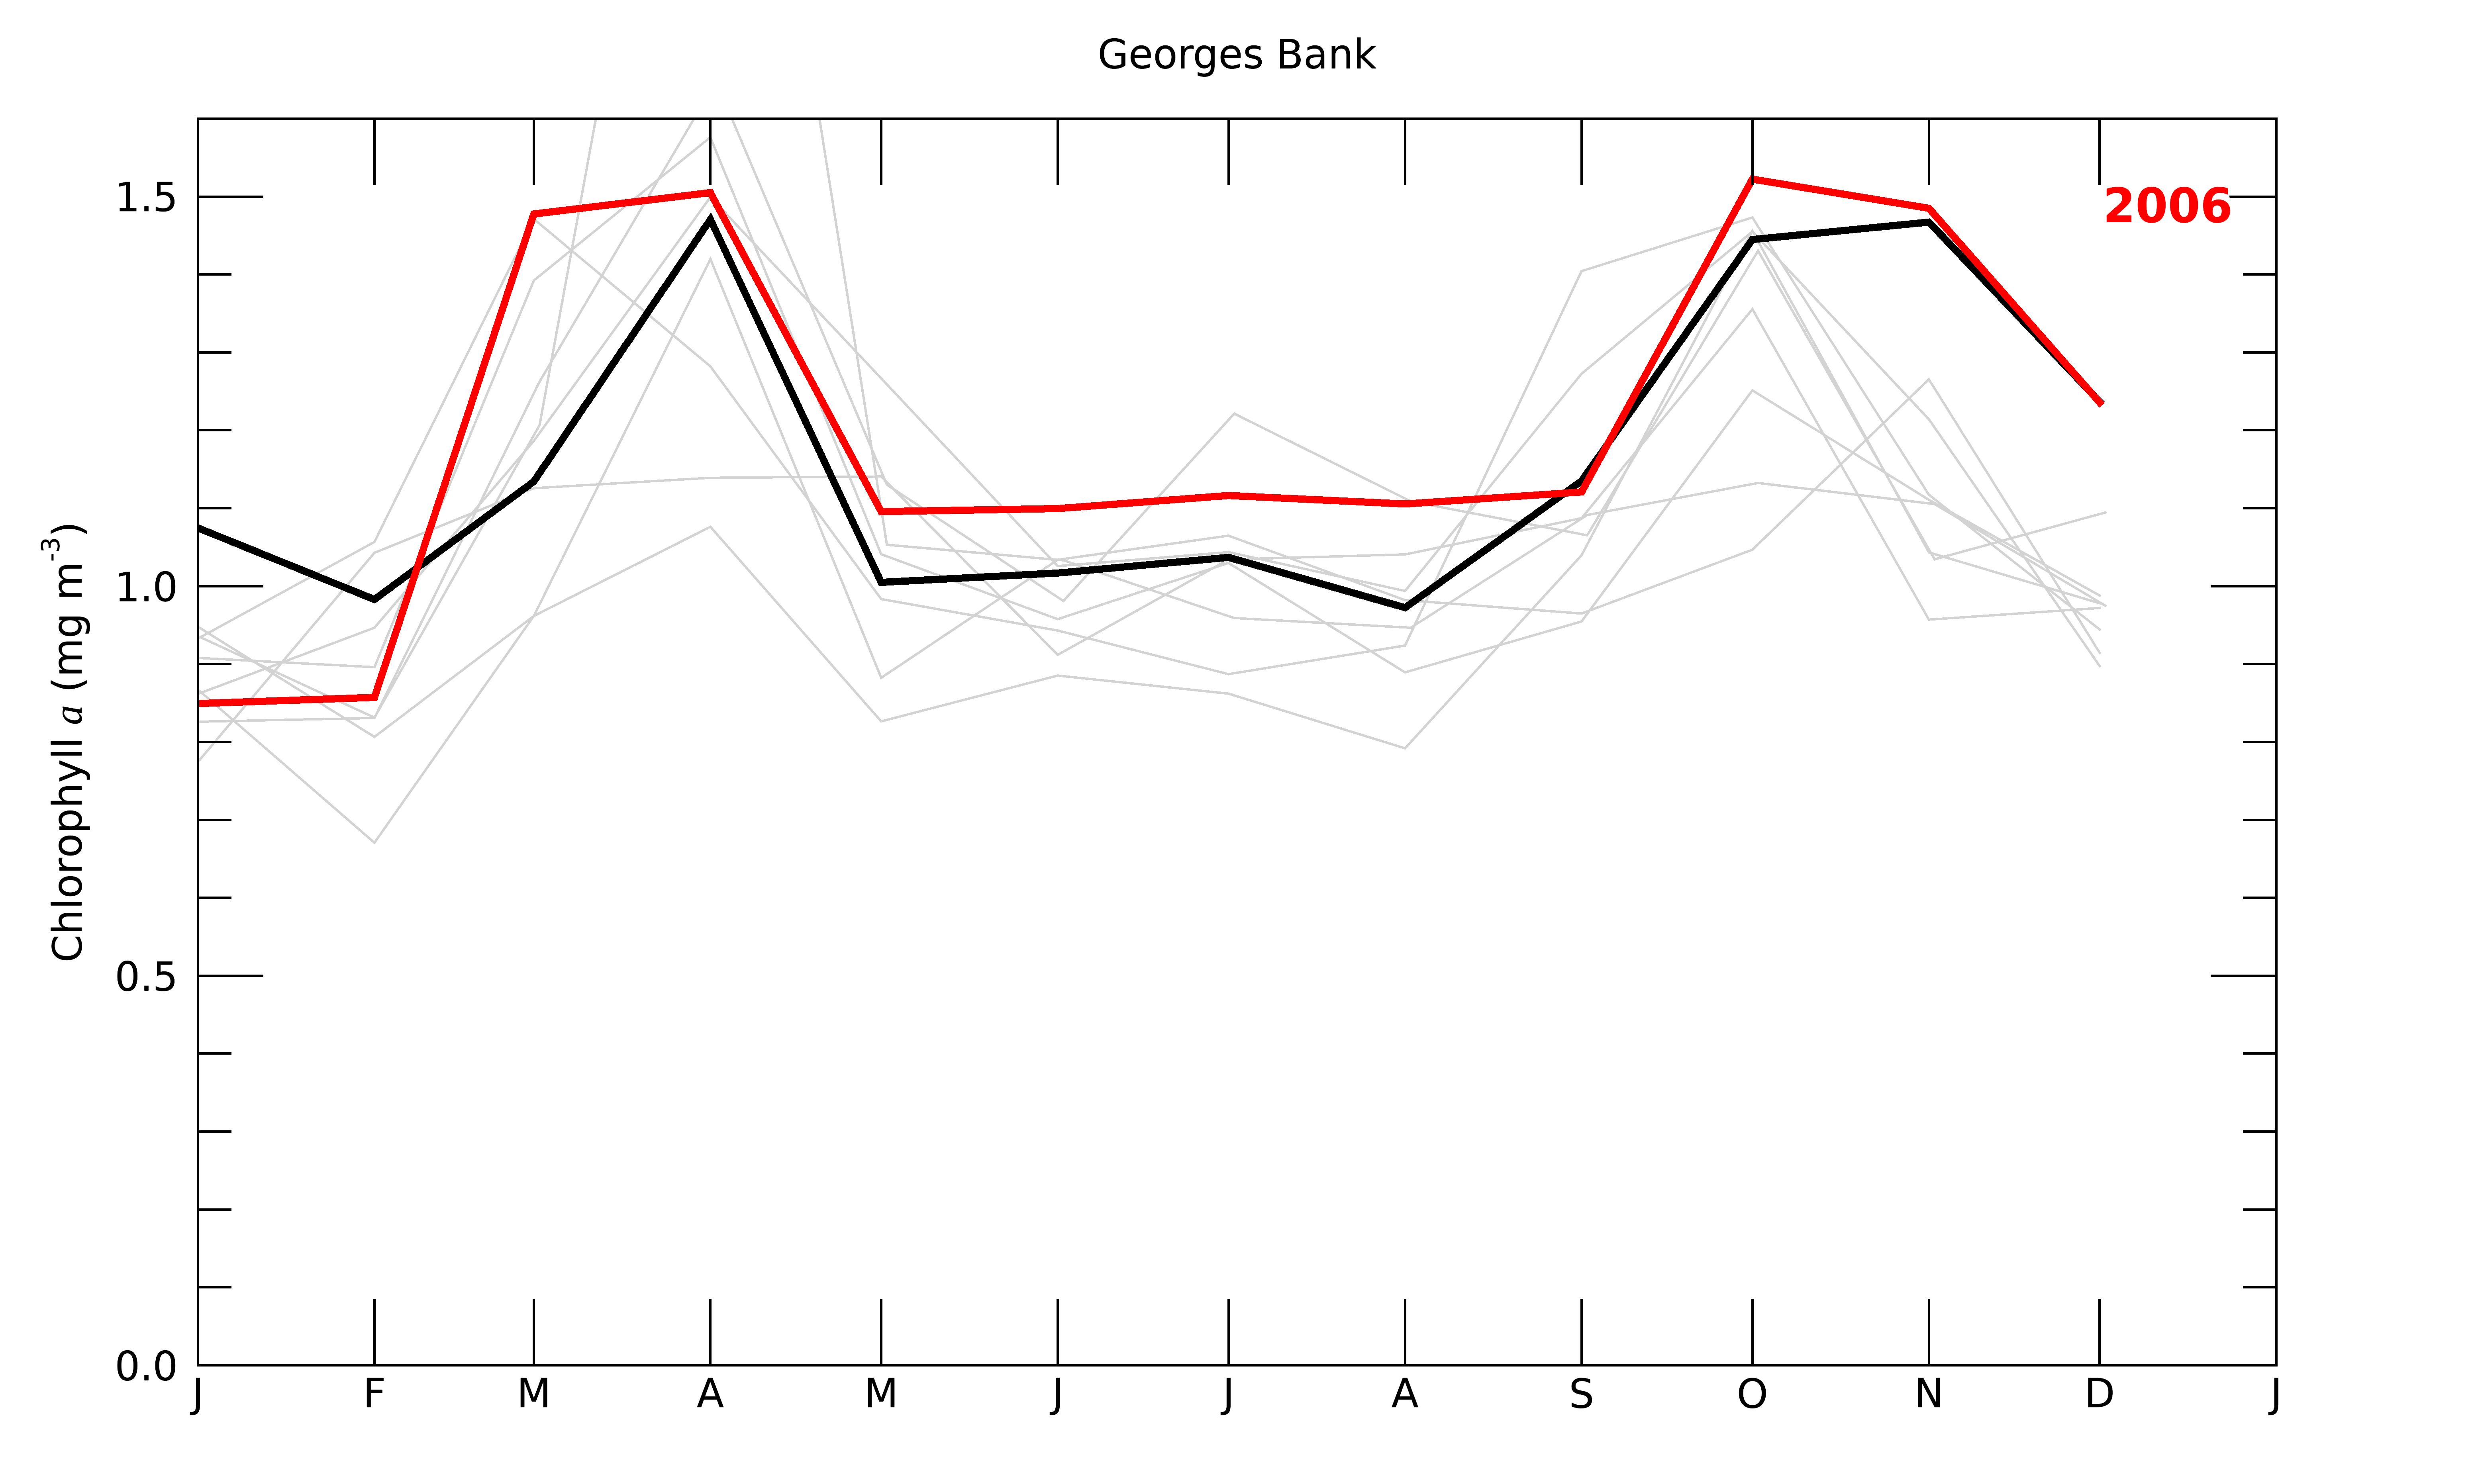 Georges Bank
1.5
1.0
0.5
0.0
Chlorophyll a (mg m⁻³)
2006
J F M A M J J A S O N D J